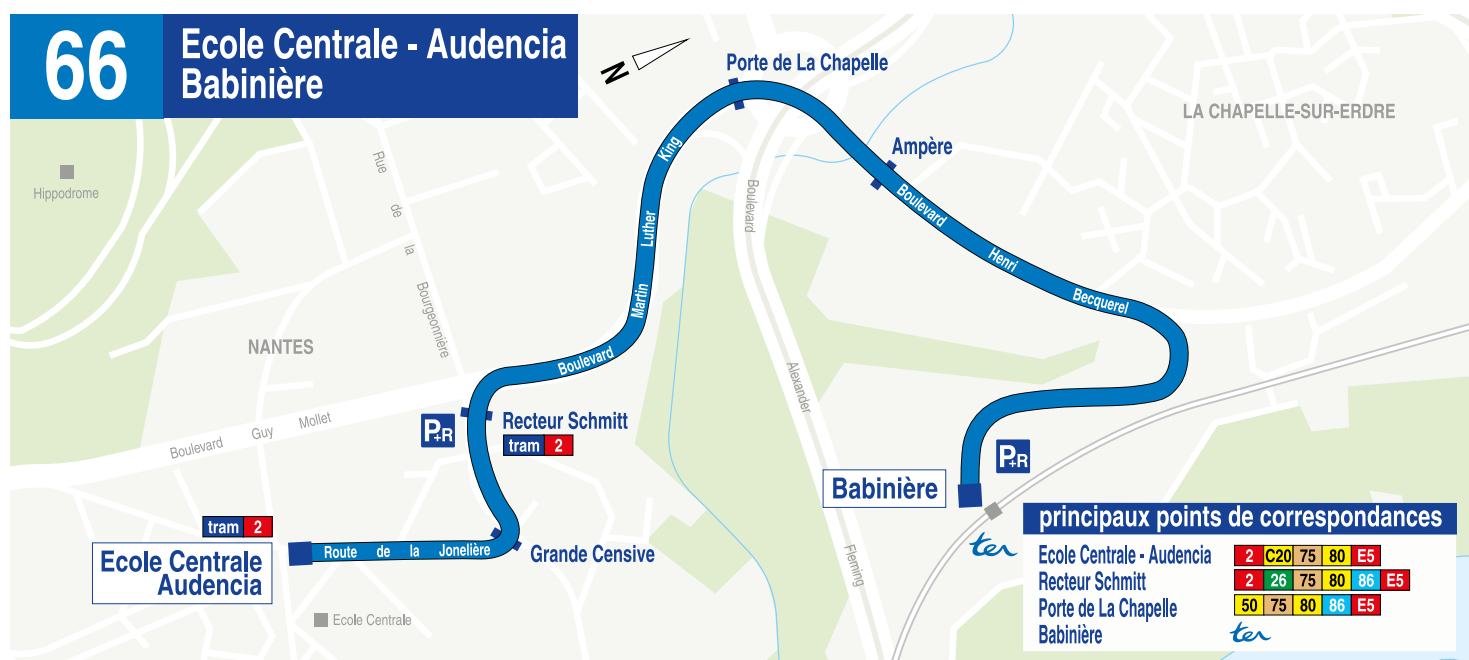 66
Ecole Centrale - Audencia
Babinière
N
Porte de La Chapelle
LA CHAPELLE-SUR-ERDRE
Ampère
Hippodrome
Rue de la Bourgeonnière
Boulevard Martin Luther King
Boulevard Alexander Fleming
Boulevard Henri Becquerel
NANTES
Boulevard Guy Mollet
P+R
Recteur Schmitt
tram 2
P+R
Babinière
ter
tram 2
Ecole Centrale
Audencia
Route de la Jonelière
Grande Censive
Ecole Centrale
principaux points de correspondances
Ecole Centrale - Audencia 2 C20 75 80 E5
Recteur Schmitt 2 26 75 80 86 E5
Porte de La Chapelle 50 75 80 86 E5
Babinière ter